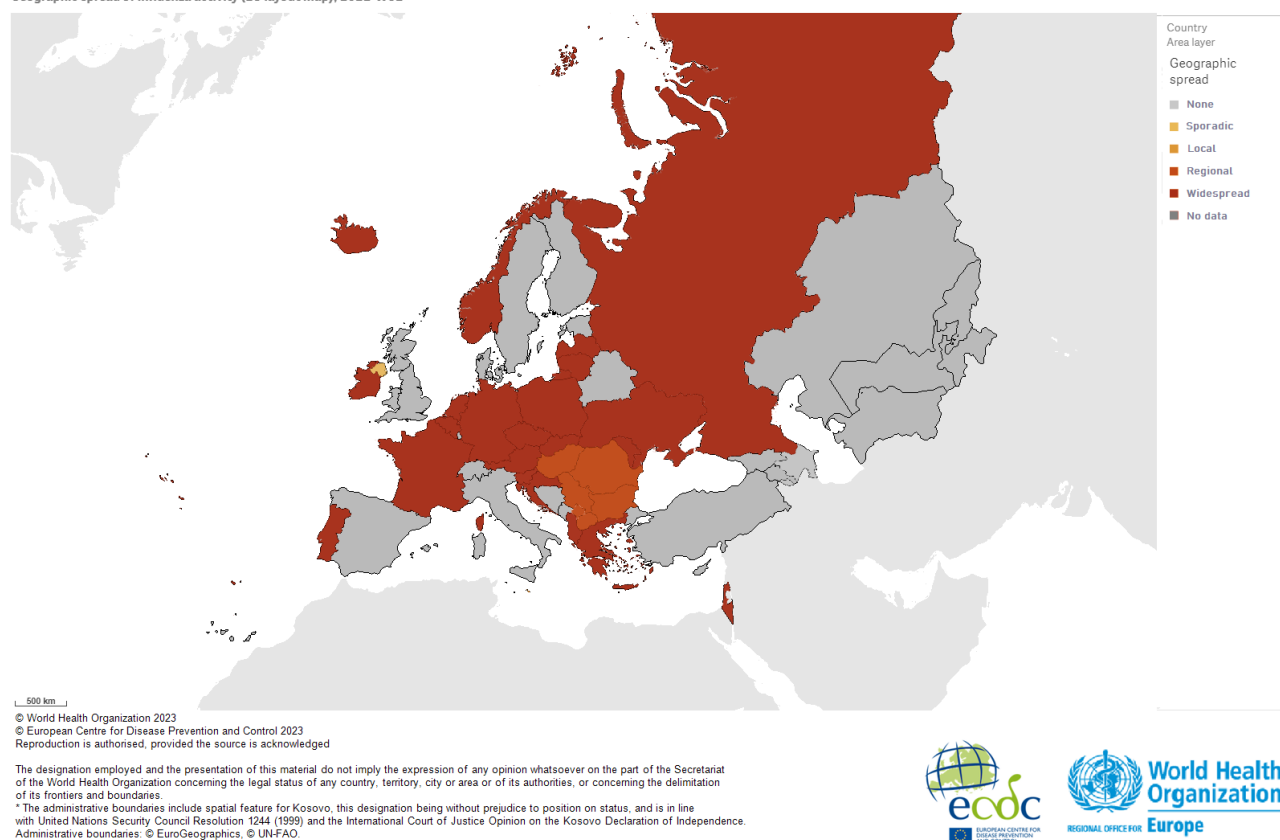 Country
Area layer
Geographic
spread
None
Sporadic
Local
Regional
Widespread
No data
500 km
© World Health Organization 2023
© European Centre for Disease Prevention and Control 2023
Reproduction is authorised, provided the source is acknowledged
The designation employed and the presentation of this material do not imply the expression of any opinion whatsoever on the part of the Secretariat
of the World Health Organization concerning the legal status of any country, territory, city or area or of its authorities, or concerning the delimitation
of its frontiers and boundaries.
* The administrative boundaries include spatial feature for Kosovo, this designation being without prejudice to position on status, and is in line
with United Nations Security Council Resolution 1244 (1999) and the International Court of Justice Opinion on the Kosovo Declaration of Independence.
Administrative boundaries: © EuroGeographics, © UN-FAO.
ecdc
EUROPEAN CENTRE FOR
DISEASE PREVENTION
World Health
Organization
REGIONAL OFFICE FOR Europe